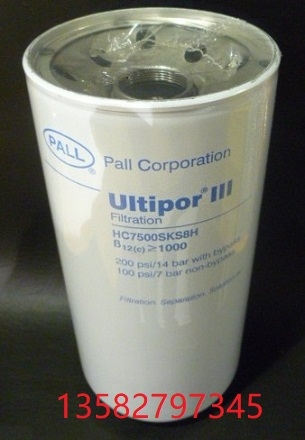 PALL
Pall Corporation
Ultipor® III
Filtration
HC7500SKS8H
β12(c)≥1000
200 psi/14 bar with bypass
100 psi/7 bar non-bypass
Filtration. Separation. Solution.
13582797345